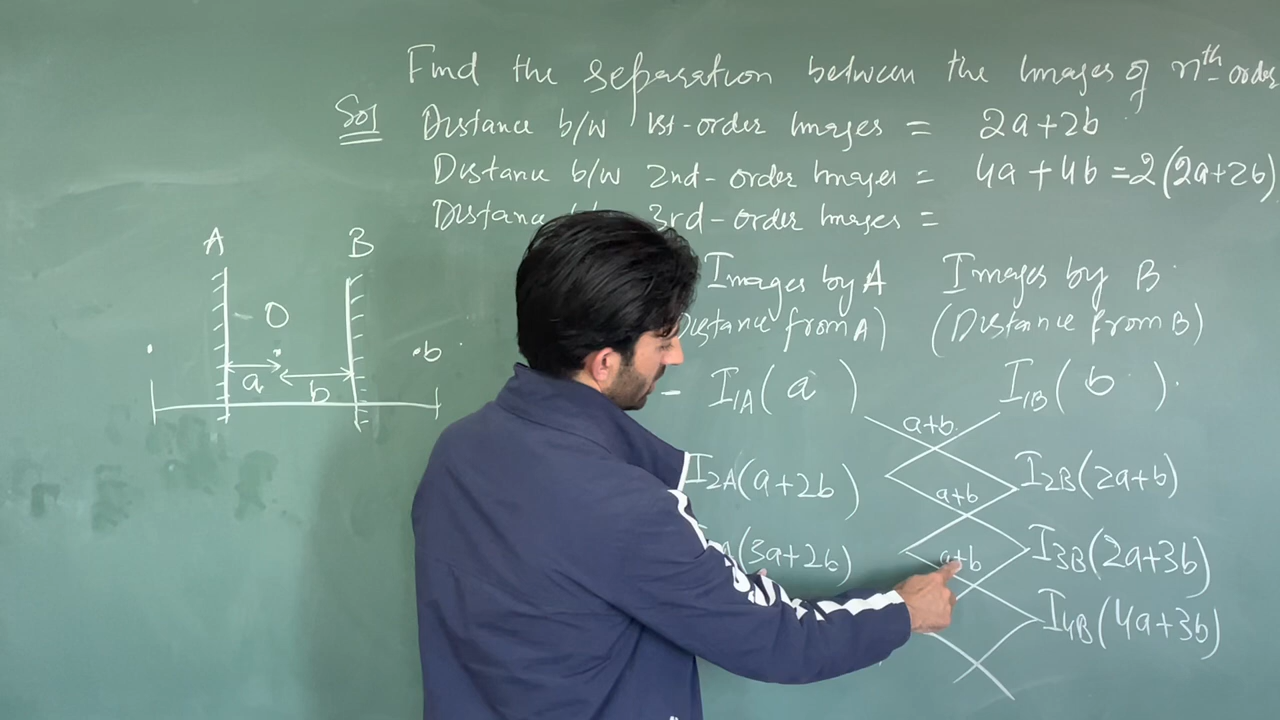 Find the separation between the Images of nth order
Sol Distance b/w 1st-order Images = 2a+2b
Distance b/w 2nd-order Images = 4a+4b =2(2a+2b)
Distance 3rd-order Images =
A B
Images by A Images by B
(Distance from B)
from A)
O
b
a b
- I1A(a) I1B(b).
a+b.
I2A(a+2b) I2B(2a+b)
a+b
A(3a+2b) I3B(2a+3b)
a+b
I4B(4a+3b)